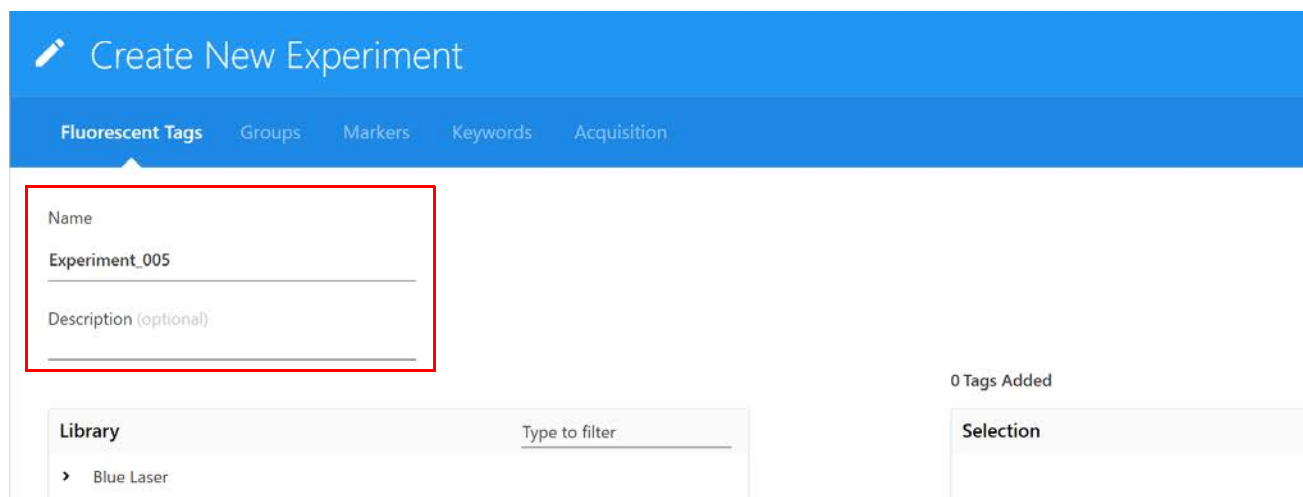 Create New Experiment
Fluorescent Tags Groups Markers Keywords Acquisition
Name
Experiment_005
Description (optional)
0 Tags Added
Library Type to filter Selection
Blue Laser